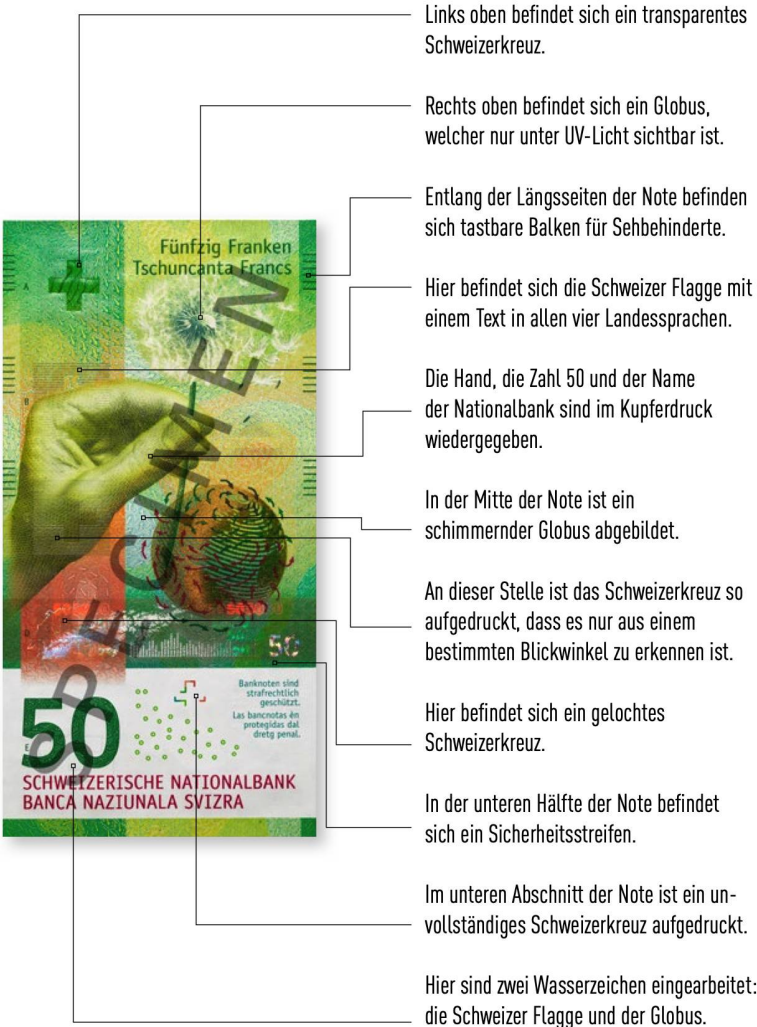 Links oben befindet sich ein transparentes
Schweizerkreuz.
Rechts oben befindet sich ein Globus,
welcher nur unter UV-Licht sichtbar ist.
Entlang der Längsseiten der Note befinden
sich tastbare Balken für Sehbehinderte.
Hier befindet sich die Schweizer Flagge mit
einem Text in allen vier Landessprachen.
Die Hand, die Zahl 50 und der Name
der Nationalbank sind im Kupferdruck
wiedergegeben.
In der Mitte der Note ist ein
schimmernder Globus abgebildet.
An dieser Stelle ist das Schweizerkreuz so
aufgedruckt, dass es nur aus einem
bestimmten Blickwinkel zu erkennen ist.
Hier befindet sich ein gelochtes
Schweizerkreuz.
In der unteren Hälfte der Note befindet
sich ein Sicherheitsstreifen.
Im unteren Abschnitt der Note ist ein un-
vollständiges Schweizerkreuz aufgedruckt.
Hier sind zwei Wasserzeichen eingearbeitet:
die Schweizer Flagge und der Globus.
Fünfzig Franken
Tschuncanta Francs
A
B
D
E
SPECIMEN
50
Banknoten sind
strafrechtlich
geschützt.
Las bancnotas èn
protegidas dal
dretg penal.
50
SCHWEIZERISCHE NATIONALBANK
BANCA NAZIUNALA SVIZRA